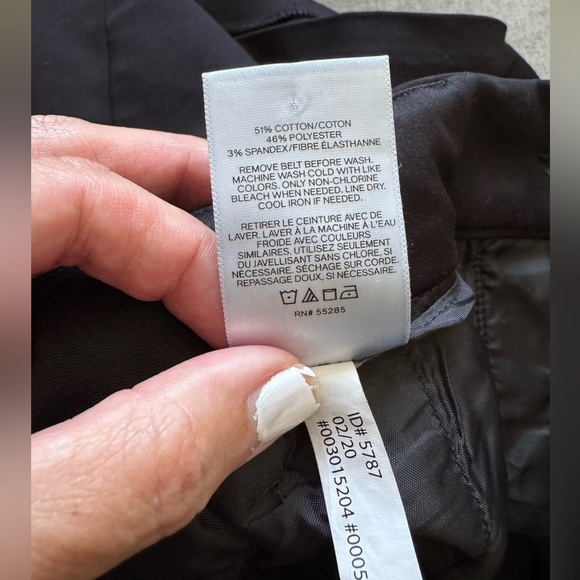 51% COTTON/COTON
46% POLYESTER
3% SPANDEX/FIBRE ÉLASTHANNE
REMOVE BELT BEFORE WASH.
MACHINE WASH COLD WITH LIKE
COLORS. ONLY NON-CHLORINE
BLEACH WHEN NEEDED. LINE DRY.
COOL IRON IF NEEDED.
RETIRER LE CEINTURE AVEC DE
LAVER, LAVER À LA MACHINE À L'EAU
FROIDE AVEC COULEURS
SIMILAIRES, UTILISEZ SEULEMENT
DU JAVELLISANT SANS CHLORE, SI
NÉCESSAIRE. SÉCHAGE SUR CORDE.
REPASSAGE DOUX, SI NÉCESSAIRE.
RN# 55285
ID# 5787
02/20
#003015204 #0005